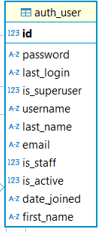 auth_user
123 id
A-Z password
A-Z last_login
123 is_superuser
A-Z username
A-Z last_name
A-Z email
123 is_staff
123 is_active
A-Z date_joined
A-Z first_name